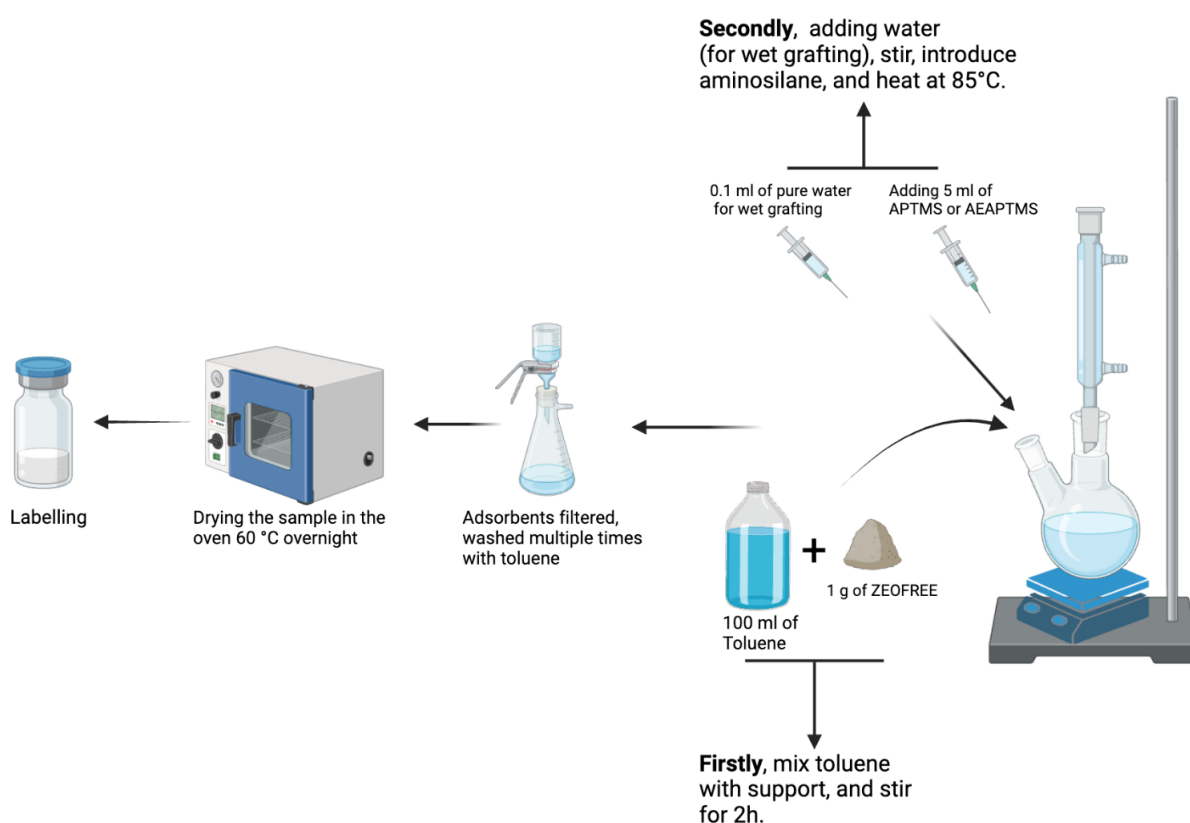 Secondly, adding water
(for wet grafting), stir, introduce
aminosilane, and heat at 85°C.
0.1 ml of pure water
for wet grafting
Adding 5 ml of
APTMS or AEAPTMS
Labelling
Drying the sample in the
oven 60 °C overnight
Adsorbents filtered,
washed multiple times
with toluene
+
1 g of ZEOFREE
100 ml of
Toluene
Firstly, mix toluene
with support, and stir
for 2h.